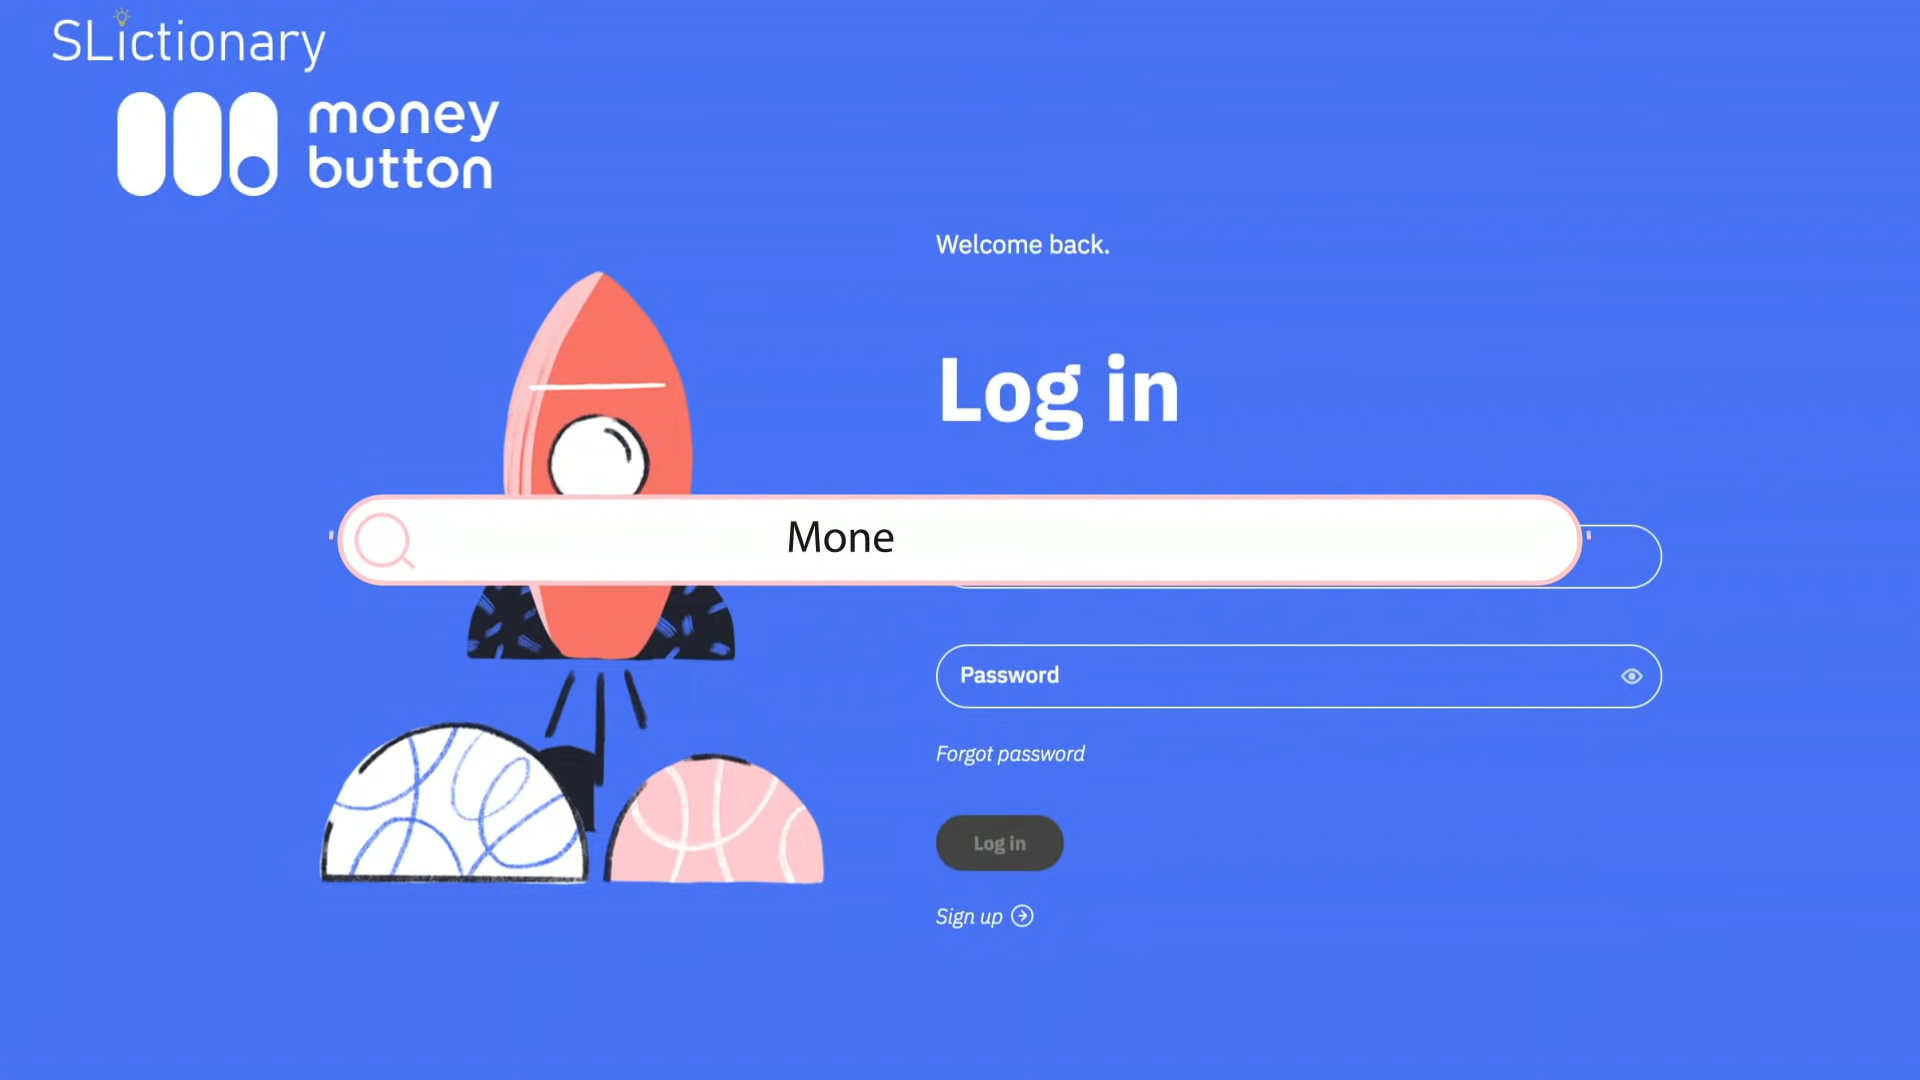 SLictionary
money
button
Welcome back.
Log in
Mone
Password
Forgot password
Log in
Sign up